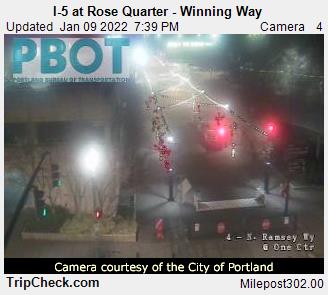 I-5 at Rose Quarter - Winning Way
Updated Jan 09 2022 7:39 PM Camera 4
PBOT
PORTLAND BUREAU OF TRANSPORTATION
4 - N. Ramsey Wy
@ One Ctr
Camera courtesy of the City of Portland
TripCheck.com Milepost302.00